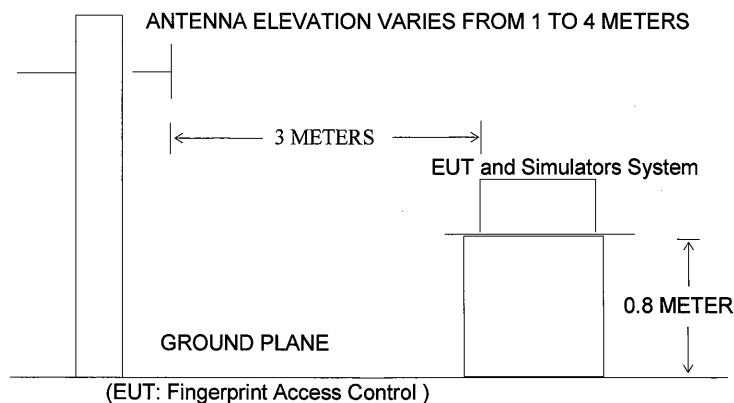 ANTENNA ELEVATION VARIES FROM 1 TO 4 METERS
3 METERS
EUT and Simulators System
0.8 METER
GROUND PLANE
(EUT: Fingerprint Access Control )